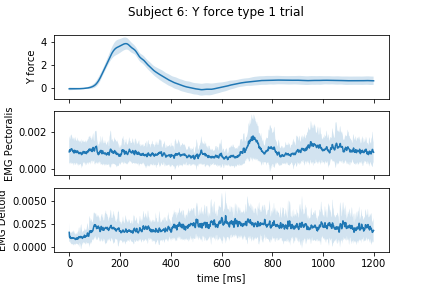 Subject 6: Y force type 1 trial
Y force
4
2
0
EMG Pectoralis
0.002
0.000
EMG Deltoid
0.0050
0.0025
0.0000
0 200 400 600 800 1000 1200
time [ms]